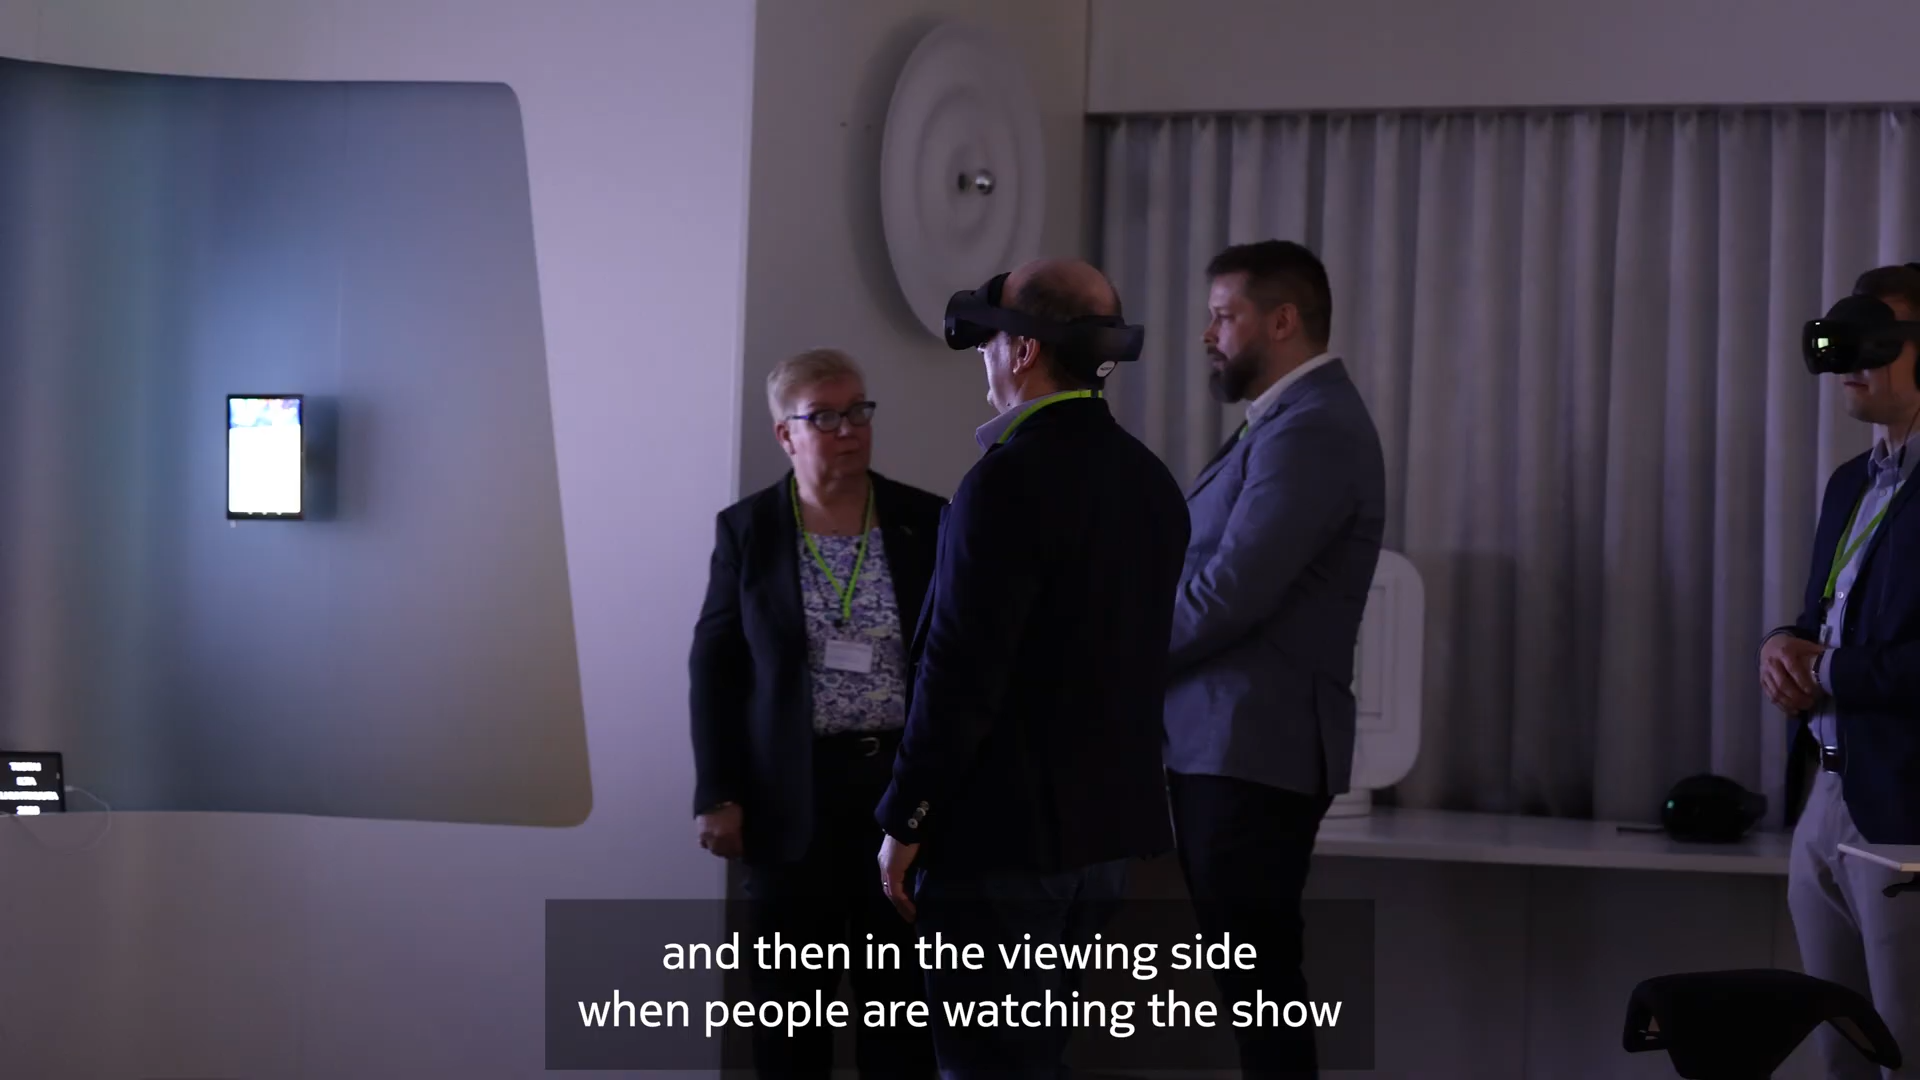 and then in the viewing side
when people are watching the show